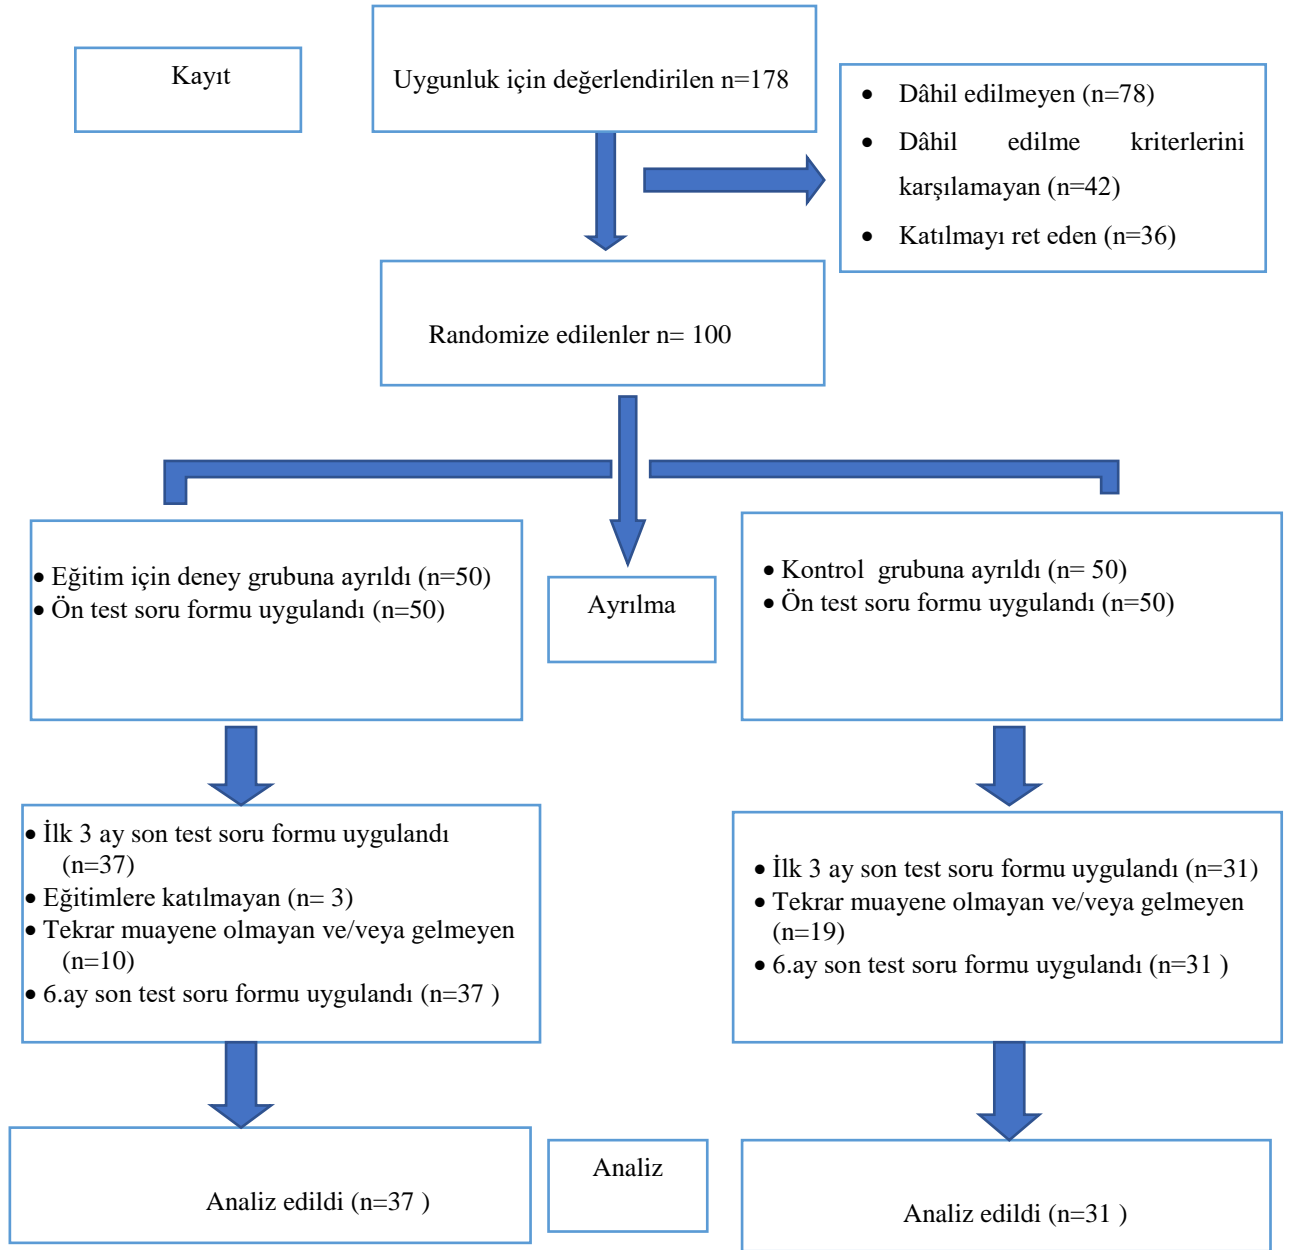 Kayıt
Uygunluk için değerlendirilen n=178
• Dâhil edilmeyen (n=78)
• Dâhil edilme kriterlerini
karşılamayan (n=42)
• Katılmayı ret eden (n=36)
Randomize edilenler n= 100
• Eğitim için deney grubuna ayrıldı (n=50)
• Ön test soru formu uygulandı (n=50)
Ayrılma
• Kontrol grubuna ayrıldı (n= 50)
• Ön test soru formu uygulandı (n=50)
• İlk 3 ay son test soru formu uygulandı
(n=37)
• Eğitimlere katılmayan (n= 3)
• Tekrar muayene olmayan ve/veya gelmeyen
(n=10)
• 6.ay son test soru formu uygulandı (n=37 )
• İlk 3 ay son test soru formu uygulandı (n=31)
• Tekrar muayene olmayan ve/veya gelmeyen
(n=19)
• 6.ay son test soru formu uygulandı (n=31 )
Analiz edildi (n=37 )
Analiz
Analiz edildi (n=31 )